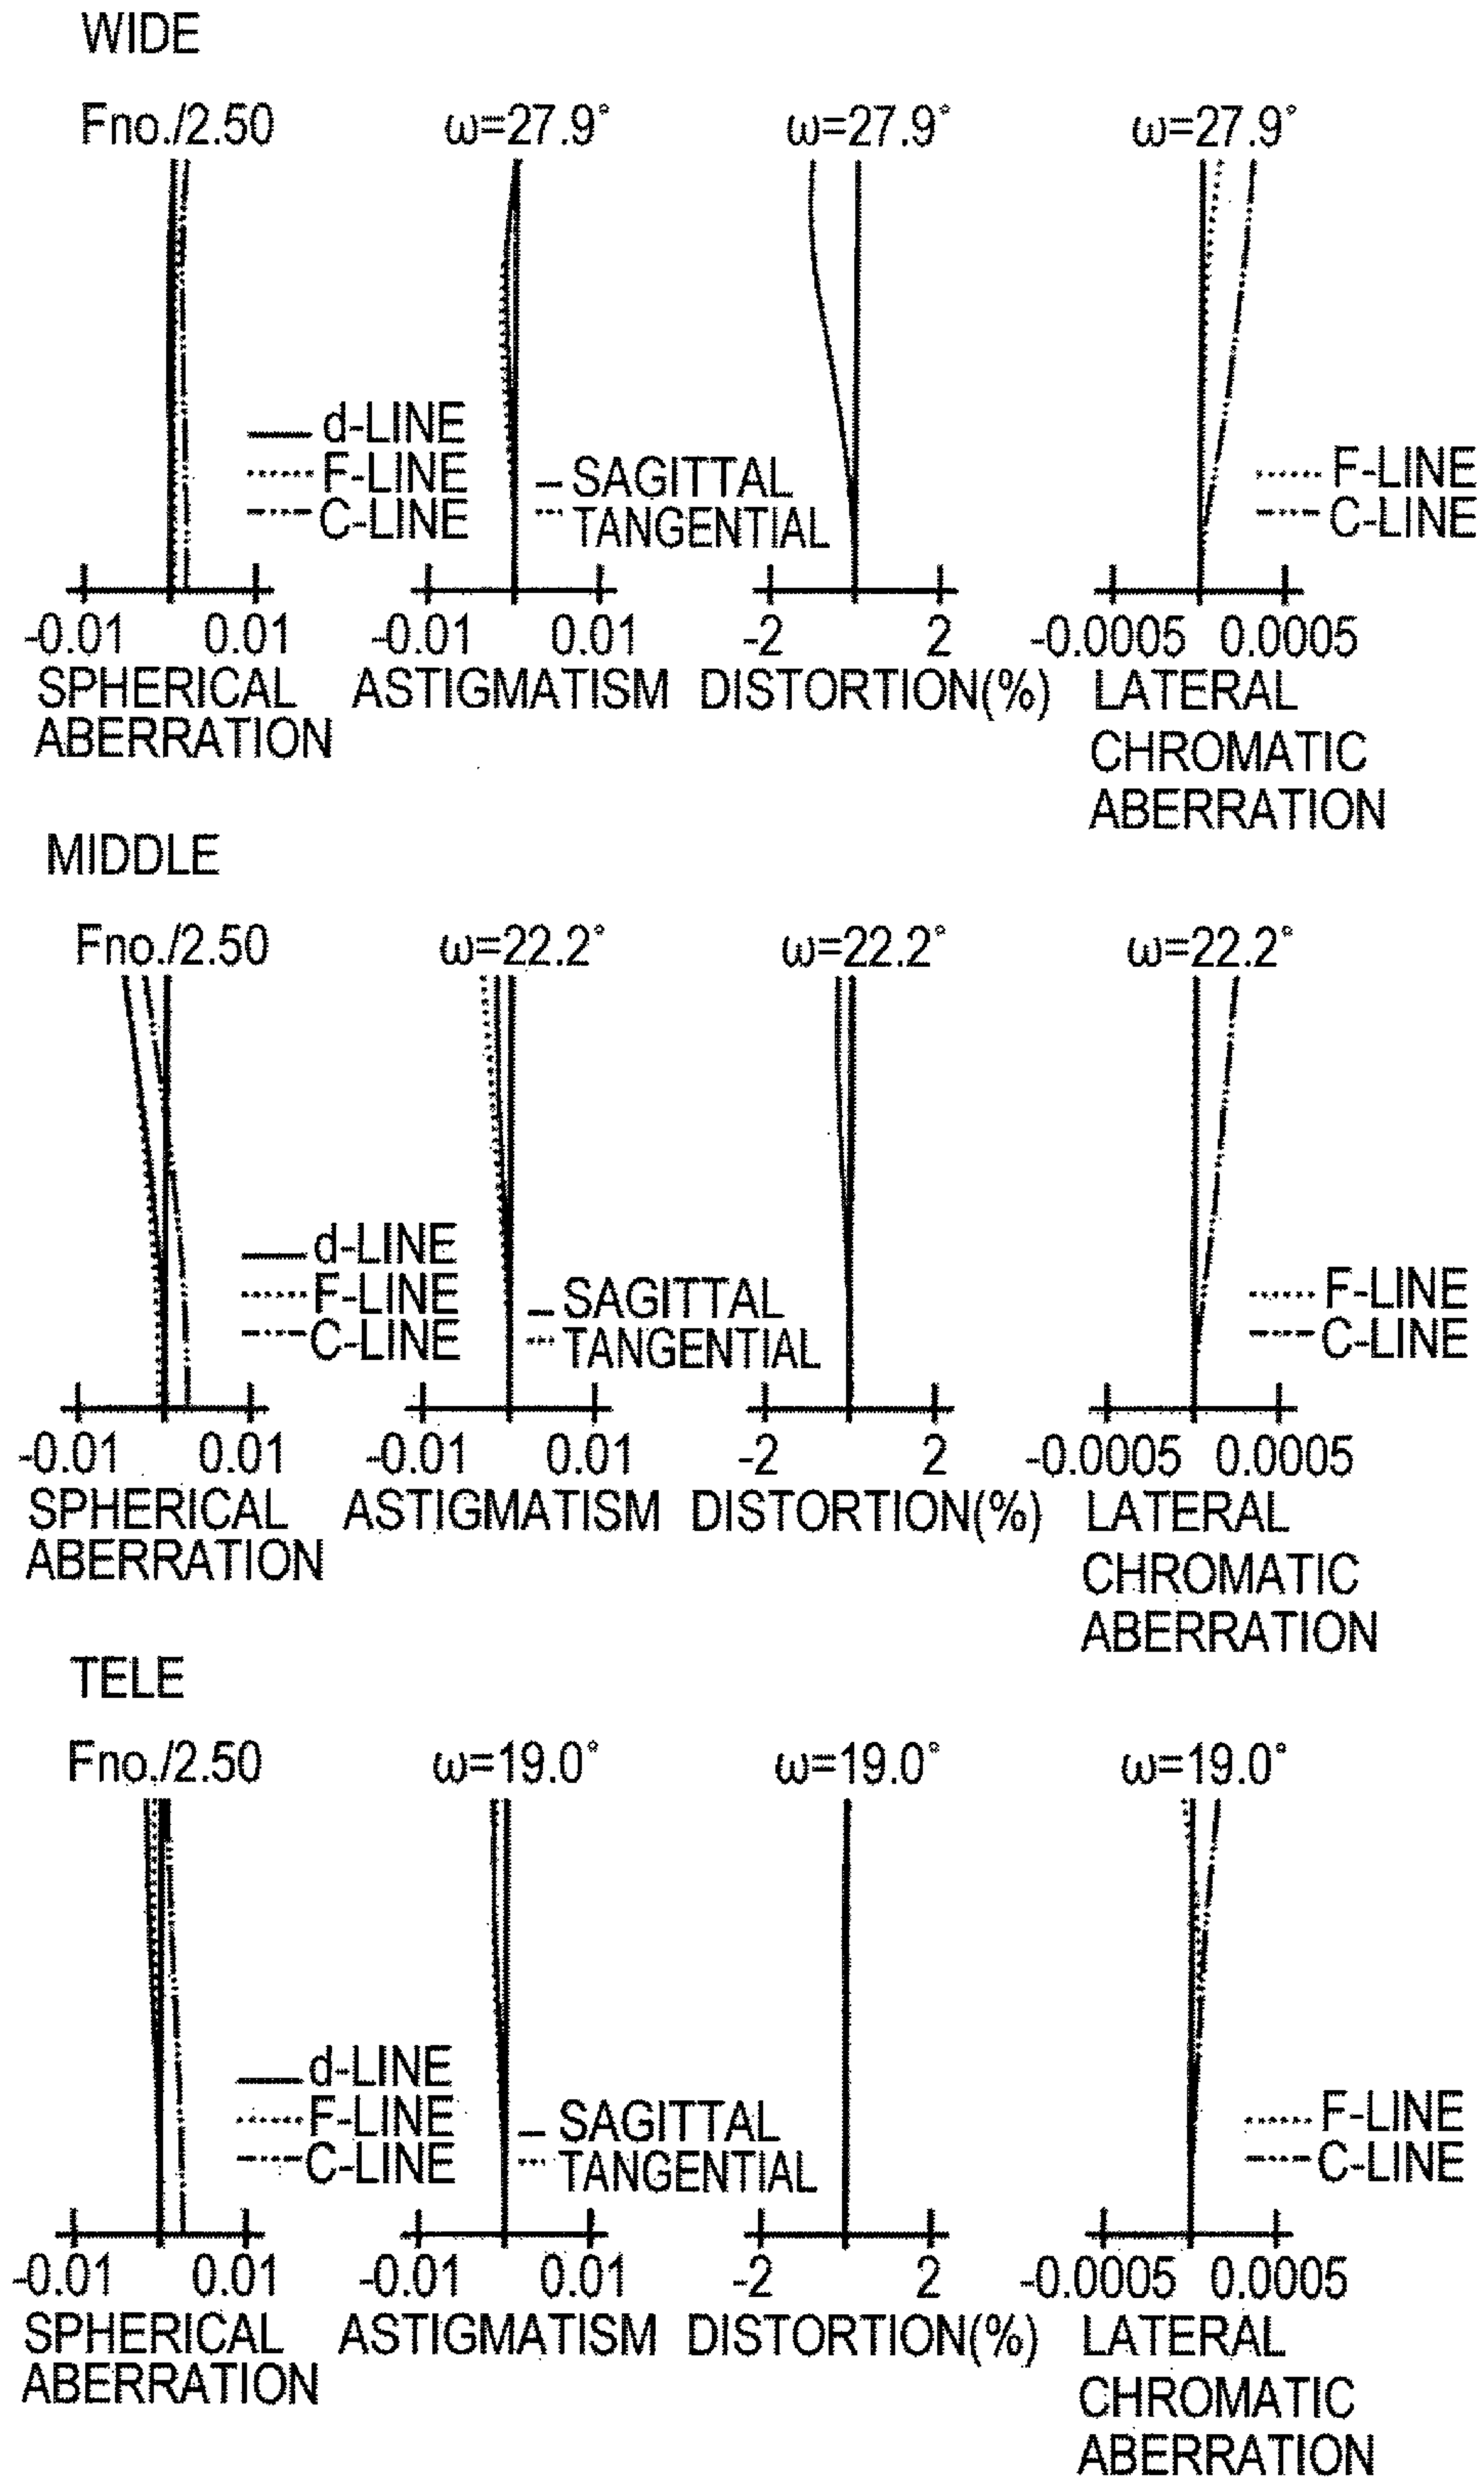 WIDE
Fno./2.50 ω=27.9° ω=27.9° ω=27.9°
d-LINE
F-LINE
C-LINE
SAGITTAL
TANGENTIAL
F-LINE
C-LINE
-0.01 0.01 -0.01 0.01 -2 2 -0.0005 0.0005
SPHERICAL
ABERRATION
ASTIGMATISM
DISTORTION(%)
LATERAL
CHROMATIC
ABERRATION
MIDDLE
Fno./2.50 ω=22.2° ω=22.2° ω=22.2°
d-LINE
F-LINE
C-LINE
SAGITTAL
TANGENTIAL
F-LINE
C-LINE
-0.01 0.01 -0.01 0.01 -2 2 -0.0005 0.0005
SPHERICAL
ABERRATION
ASTIGMATISM
DISTORTION(%)
LATERAL
CHROMATIC
ABERRATION
TELE
Fno./2.50 ω=19.0° ω=19.0° ω=19.0°
d-LINE
F-LINE
C-LINE
SAGITTAL
TANGENTIAL
F-LINE
C-LINE
-0.01 0.01 -0.01 0.01 -2 2 -0.0005 0.0005
SPHERICAL
ABERRATION
ASTIGMATISM
DISTORTION(%)
LATERAL
CHROMATIC
ABERRATION